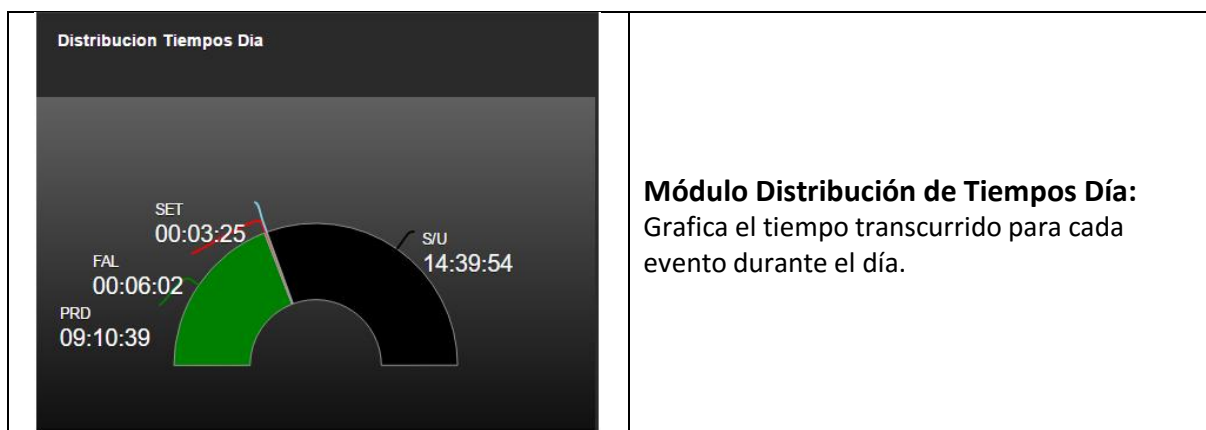 Distribucion Tiempos Dia
SET
00:03:25
S/U
14:39:54
FAL
00:06:02
PRD
09:10:39
Módulo Distribución de Tiempos Día:
Grafica el tiempo transcurrido para cada
evento durante el día.